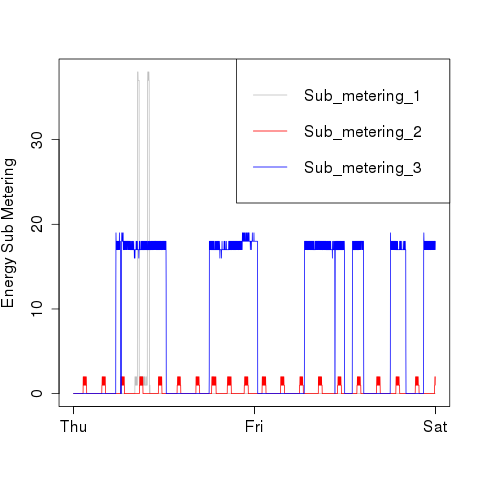 Sub_metering_1
Sub_metering_2
Sub_metering_3
Energy Sub Metering
30
20
10
0
Thu Fri Sat